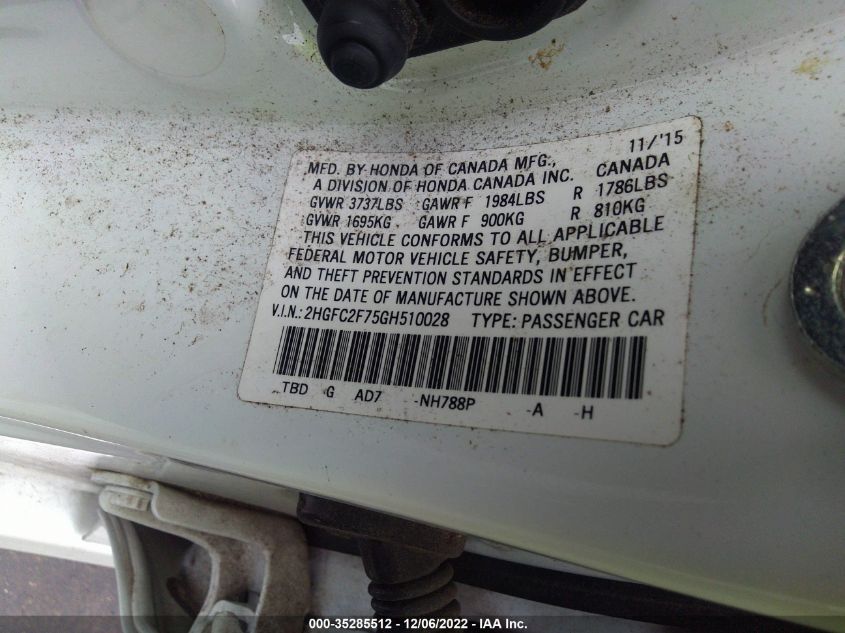 11/'15
MFD. BY HONDA OF CANADA MFG., CANADA
A DIVISION OF HONDA CANADA INC.
GVWR 3737LBS GAWR F 1984LBS R 1786LBS
GVWR 1695KG GAWR F 900KG R 810KG
THIS VEHICLE CONFORMS TO ALL APPLICABLE
FEDERAL MOTOR VEHICLE SAFETY, BUMPER,
AND THEFT PREVENTION STANDARDS IN EFFECT
ON THE DATE OF MANUFACTURE SHOWN ABOVE.
V.I.N.: 2HGFC2F75GH510028 TYPE: PASSENGER CAR
TBD G AD7 -NH788P -A -H
000-35285512 - 12/06/2022 - IAA Inc.